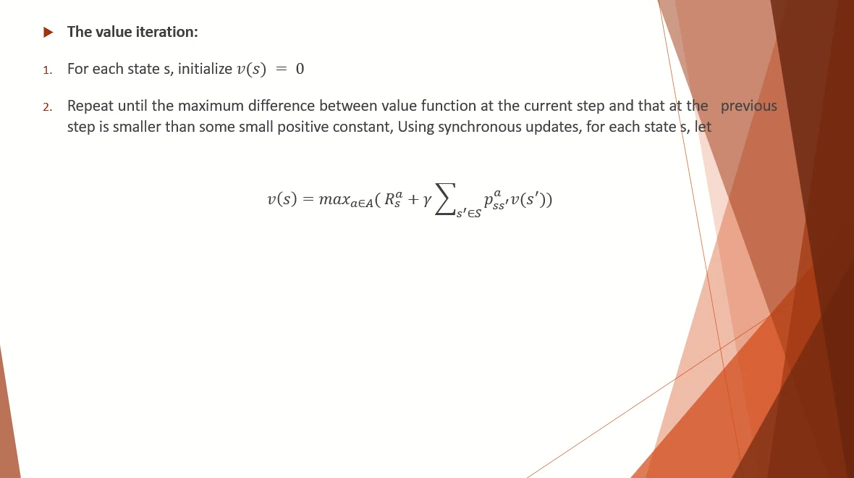 The value iteration:
1. For each state s, initialize v(s) = 0
2. Repeat until the maximum difference between value function at the current step and that at the previous
step is smaller than some small positive constant, Using synchronous updates, for each state s, let
v(s) = max_{a∈A}( R_s^a + γ ∑_{s'∈S} p_{ss'}^a v(s'))